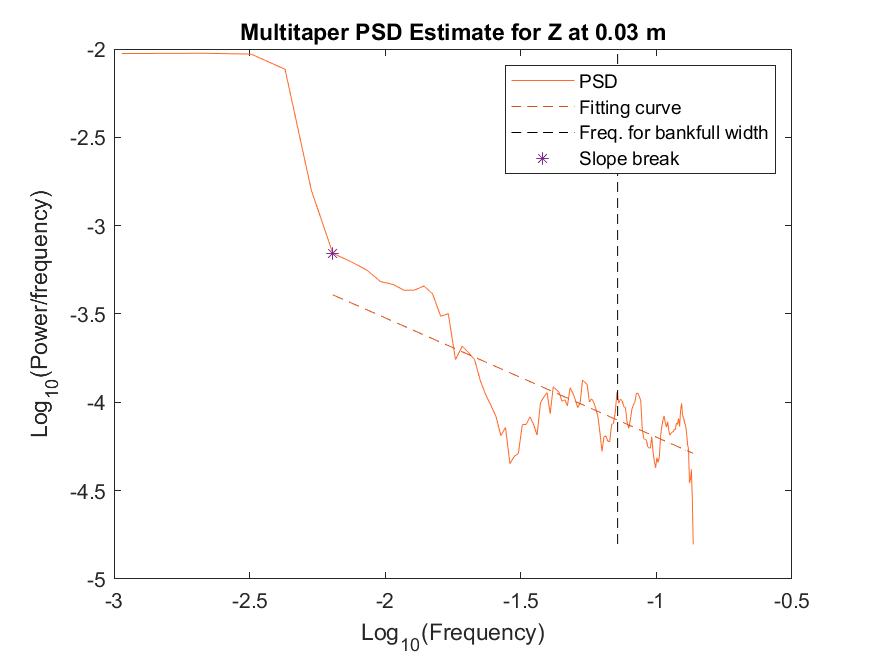 Multitaper PSD Estimate for Z at 0.03 m
-2
-2.5
-3
-3.5
-4
-4.5
-5
Log10(Power/frequency)
PSD
Fitting curve
Freq. for bankfull width
Slope break
-3
-2.5
-2
-1.5
-1
-0.5
Log10(Frequency)